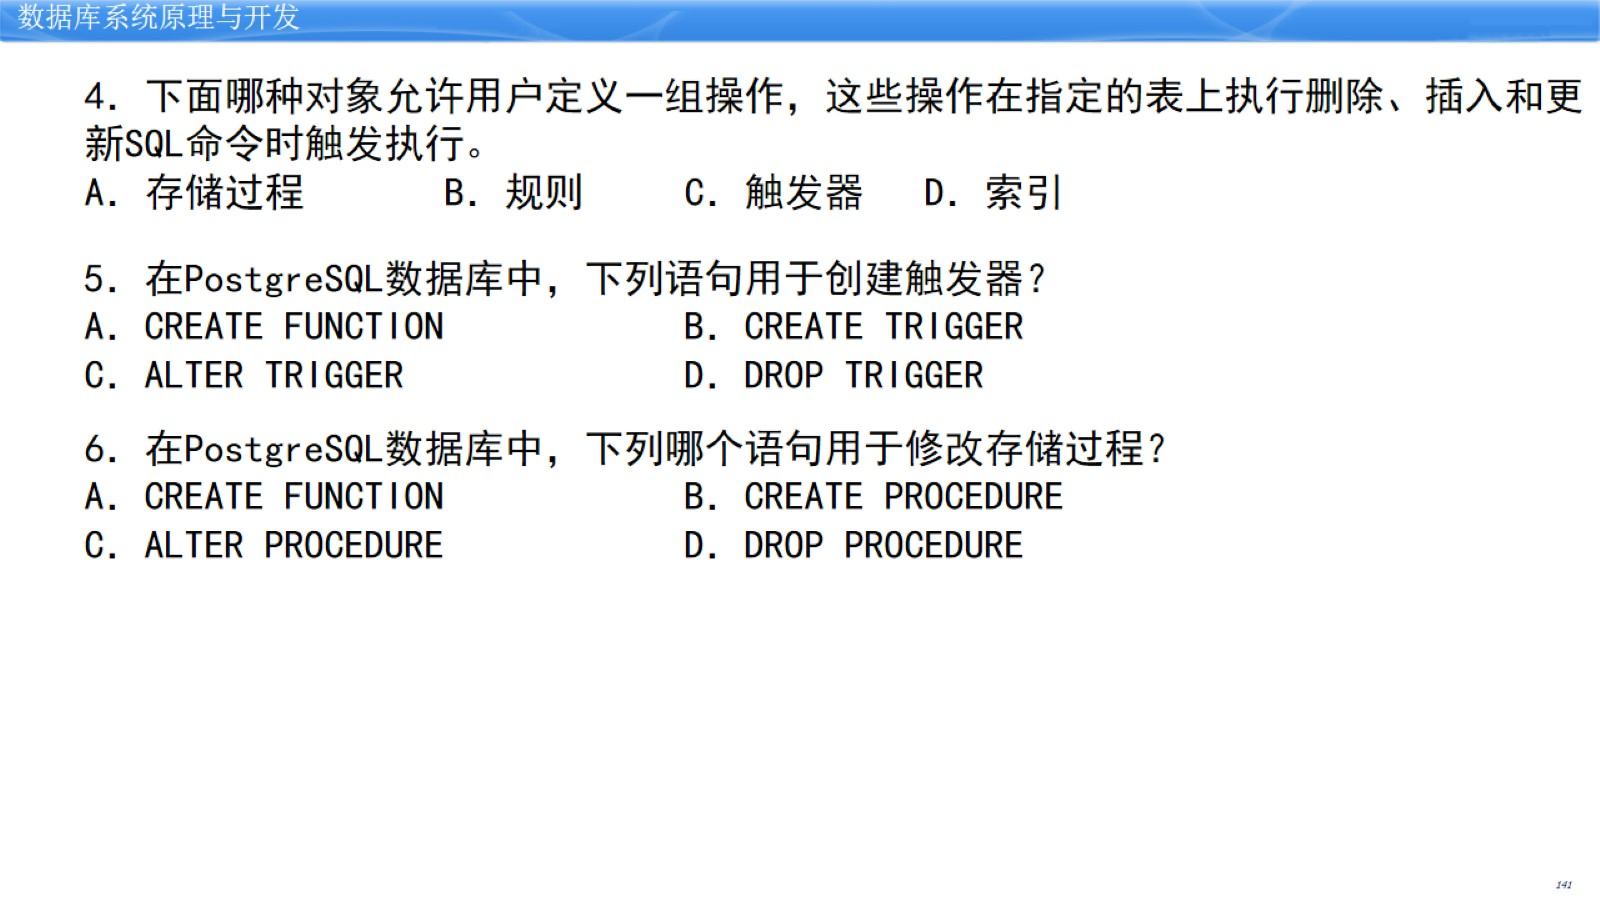 数据库系统原理与开发
4. 下面哪种对象允许用户定义一组操作，这些操作在指定的表上执行删除、插入和更
新SQL命令时触发执行。
A. 存储过程 B. 规则 C. 触发器 D. 索引
5. 在PostgreSQL数据库中，下列语句用于创建触发器？
A. CREATE FUNCTION B. CREATE TRIGGER
C. ALTER TRIGGER D. DROP TRIGGER
6. 在PostgreSQL数据库中，下列哪个语句用于修改存储过程？
A. CREATE FUNCTION B. CREATE PROCEDURE
C. ALTER PROCEDURE D. DROP PROCEDURE
141